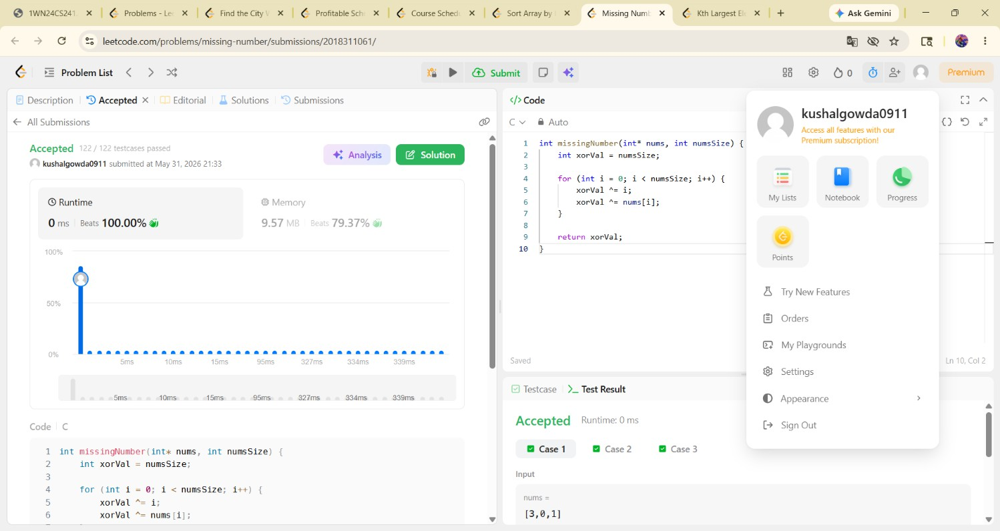 1WN24CS241
Problems - Le
Find the City
Profitable Sch
Course Schedu
Sort Array by
Missing Numb
Kth Largest El
Ask Gemini
leetcode.com/problems/missing-number/submissions/2018311061/
Problem List
Submit
0
Premium
Description
Accepted
Editorial
Solutions
Submissions
All Submissions
Accepted 122 / 122 testcases passed
kushalgowda0911 submitted at May 31, 2026 21:33
Analysis
Solution
Runtime
0 ms Beats 100.00%
Memory
9.57 MB Beats 79.37%
100%
50%
0%
5ms 10ms 15ms 95ms 327ms 334ms 339ms
5ms 10ms 15ms 95ms 327ms 334ms 339ms
Code C
1 int missingNumber(int* nums, int numsSize) {
2 int xorVal = numsSize;
3
4 for (int i = 0; i < numsSize; i++) {
5 xorVal ^= i;
6 xorVal ^= nums[i];
Code
C Auto
1 int missingNumber(int* nums, int numsSize) {
2 int xorVal = numsSize;
3
4 for (int i = 0; i < numsSize; i++) {
5 xorVal ^= i;
6 xorVal ^= nums[i];
7 }
8
9 return xorVal;
10 }
Saved
Ln 10, Col 2
Testcase
Test Result
Accepted Runtime: 0 ms
Case 1 Case 2 Case 3
Input
nums =
[3,0,1]
kushalgowda0911
Access all features with our
Premium subscription!
My Lists
Notebook
Progress
Points
Try New Features
Orders
My Playgrounds
Settings
Appearance
Sign Out